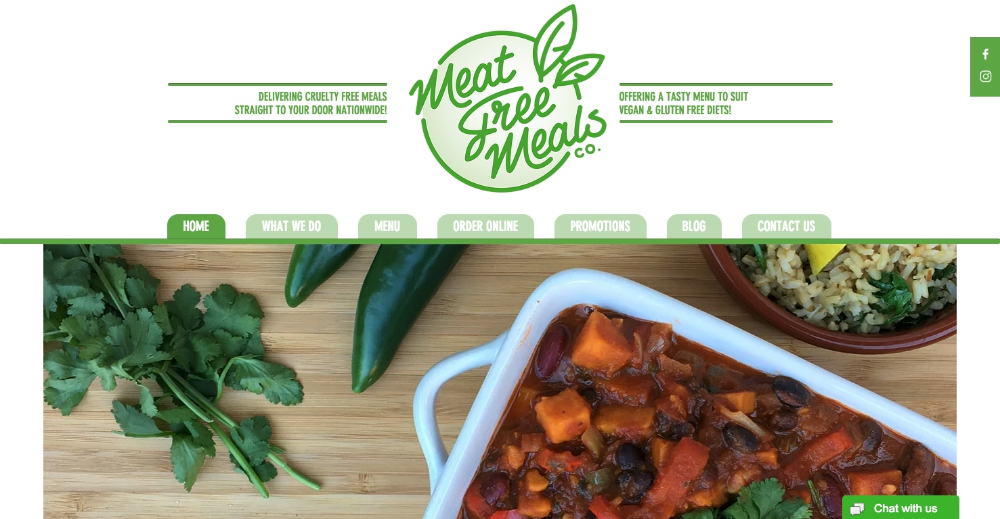 DELIVERING CRUELTY FREE MEALS
STRAIGHT TO YOUR DOOR NATIONWIDE!
Meat
Free
Meals
CO.
OFFERING A TASTY MENU TO SUIT
VEGAN & GLUTEN FREE DIETS!
HOME
WHAT WE DO
MENU
ORDER ONLINE
PROMOTIONS
BLOG
CONTACT US
Chat with us